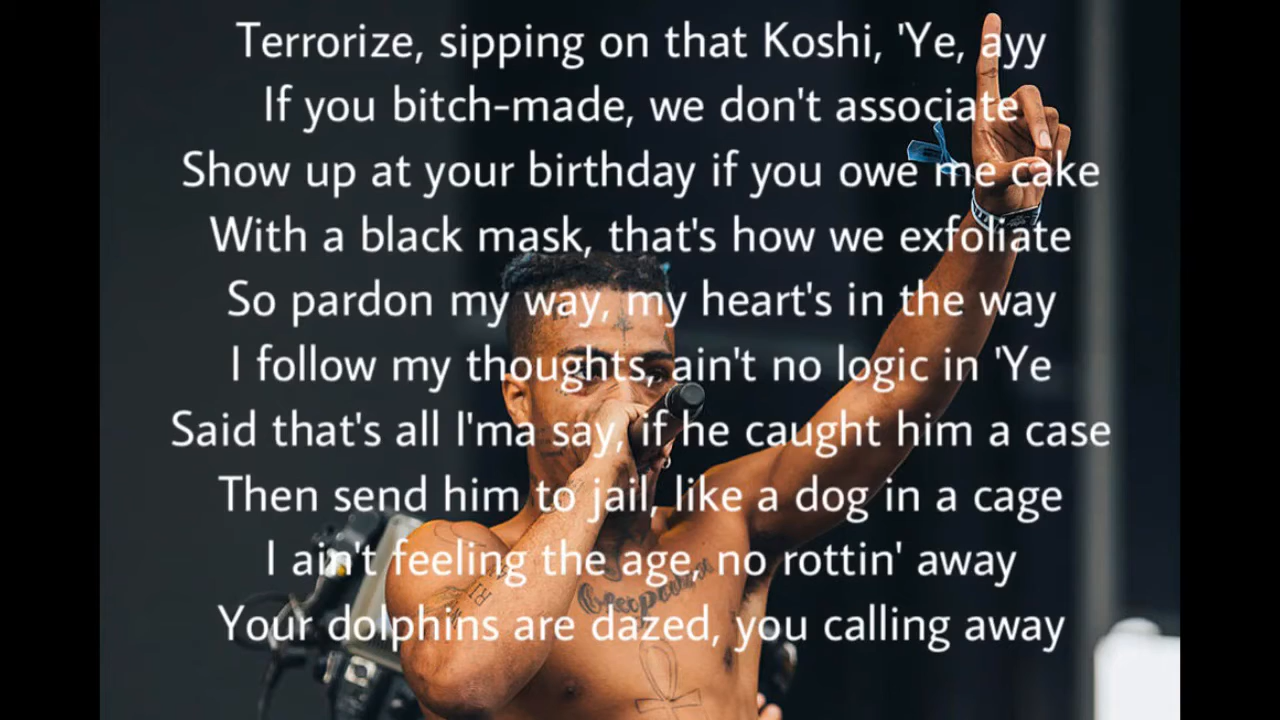 Terrorize, sipping on that Koshi, 'Ye, ayy
If you bitch-made, we don't associate
Show up at your birthday if you owe me cake
With a black mask, that's how we exfoliate
So pardon my way, my heart's in the way
I follow my thoughts, ain't no logic in 'Ye
Said that's all I'ma say, if he caught him a case
Then send him to jail, like a dog in a cage
I ain't feeling the age, no rottin' away
Your dolphins are dazed, you calling away